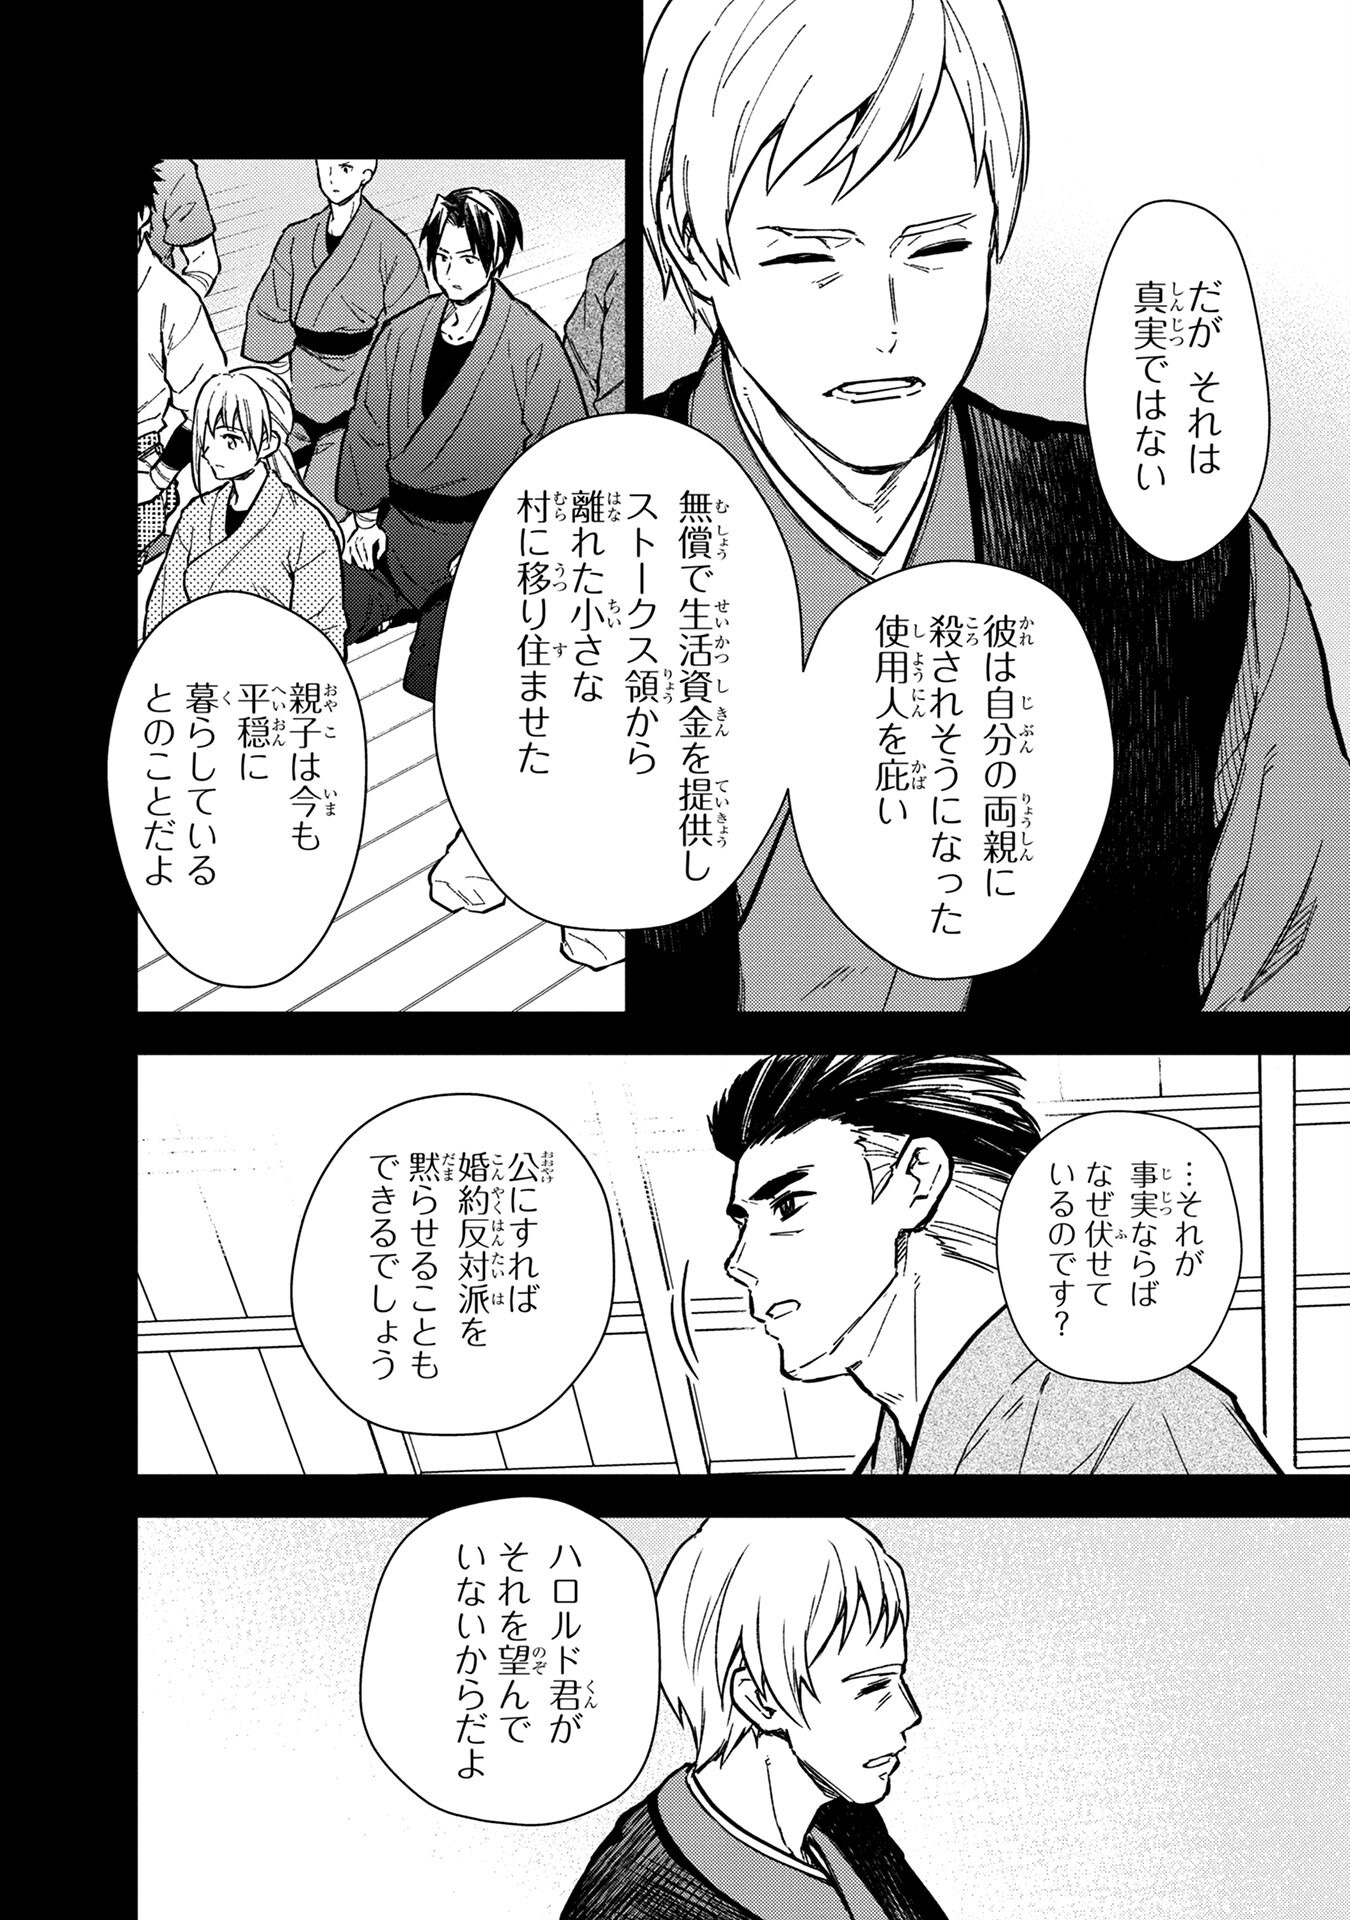 だが それは
真実ではない
彼は自分の両親に
殺されそうになった
使用人を庇い
無償で生活資金を提供し
ストークス領から
離れた小さな
村に移り住ませた
親子は今も
平穏に
暮らしている
とのことだよ
…それが
事実ならば
なぜ伏せて
いるのです?
公にすれば
婚約反対派を
黙らせることも
できるでしょう
ハロルド君が
それを望んで
いないからだよ